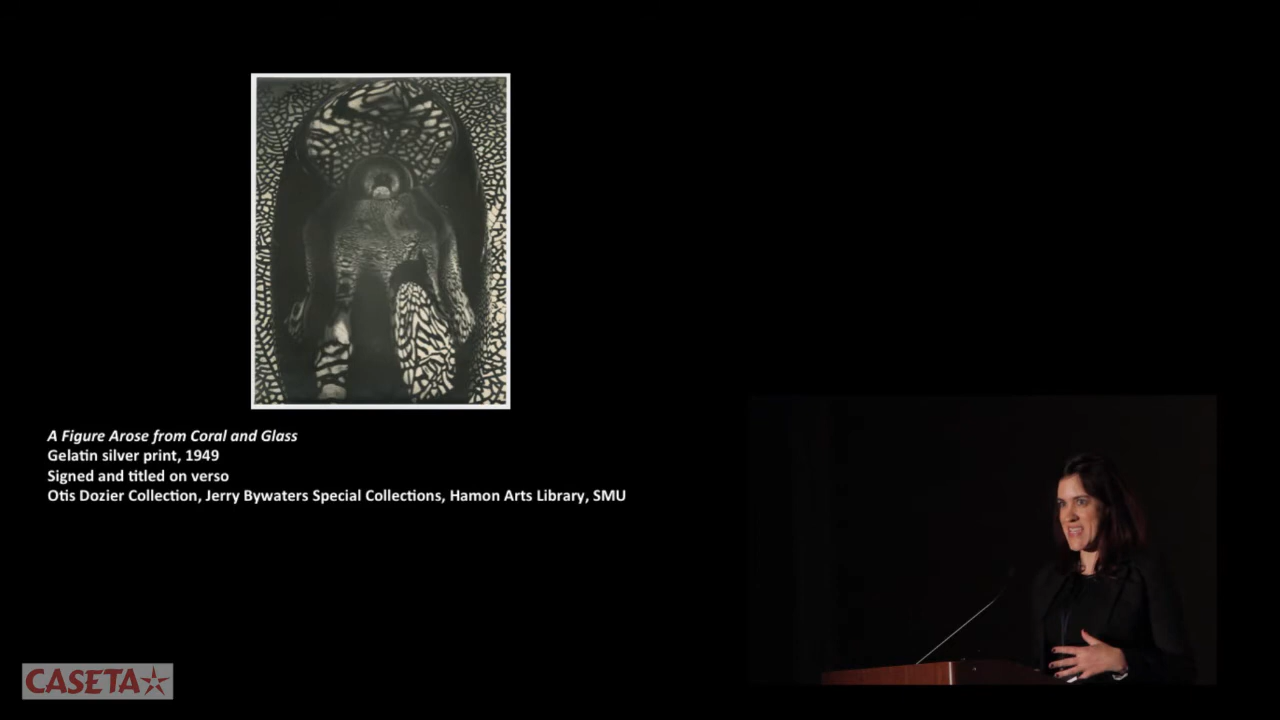 A Figure Arose from Coral and Glass
Gelatin silver print, 1949
Signed and titled on verso
Otis Dozier Collection, Jerry Bywaters Special Collections, Hamon Arts Library, SMU
CASETA